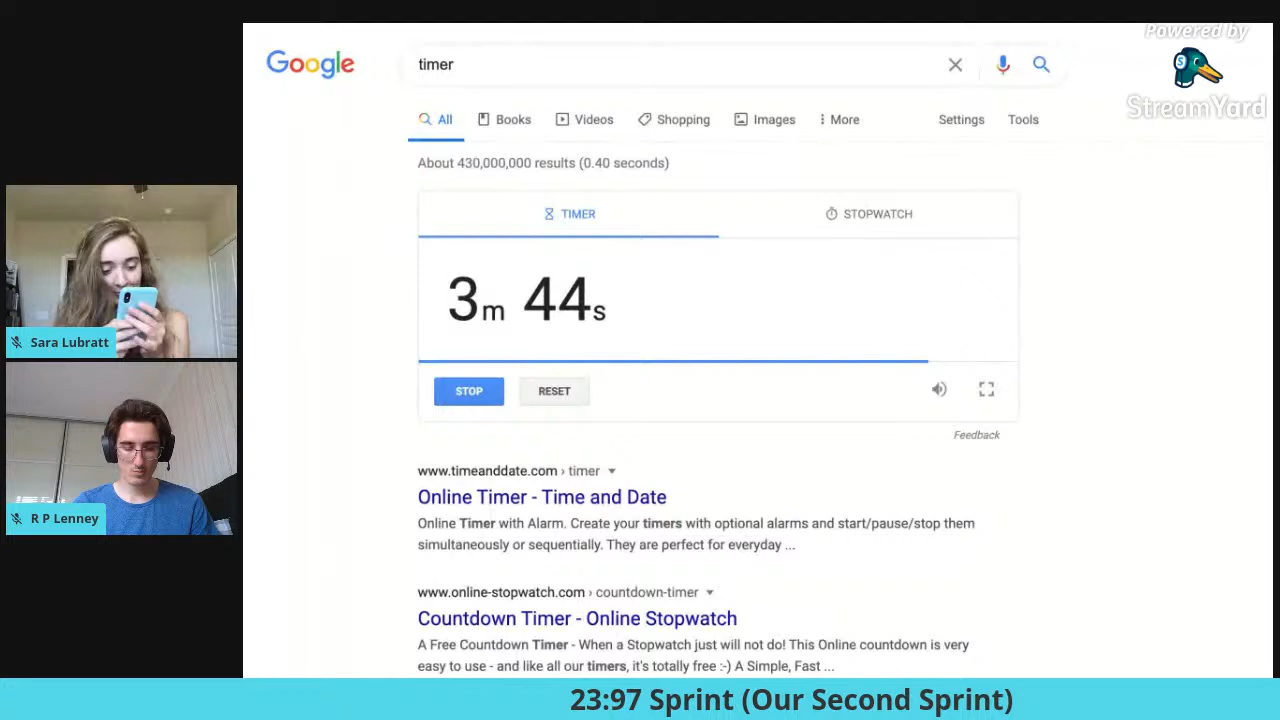 Powered by
StreamYard
Google
timer
All
Books
Videos
Shopping
Images
More
Settings
Tools
About 430,000,000 results (0.40 seconds)
TIMER
STOPWATCH
3m 44s
STOP
RESET
Feedback
www.timeanddate.com › timer
Online Timer - Time and Date
Online Timer with Alarm. Create your timers with optional alarms and start/pause/stop them
simultaneously or sequentially. They are perfect for everyday ...
www.online-stopwatch.com › countdown-timer
Countdown Timer - Online Stopwatch
A Free Countdown Timer - When a Stopwatch just will not do! This Online countdown is very
easy to use - and like all our timers, it's totally free :-) A Simple, Fast ...
Sara Lubratt
R P Lenney
23:97 Sprint (Our Second Sprint)